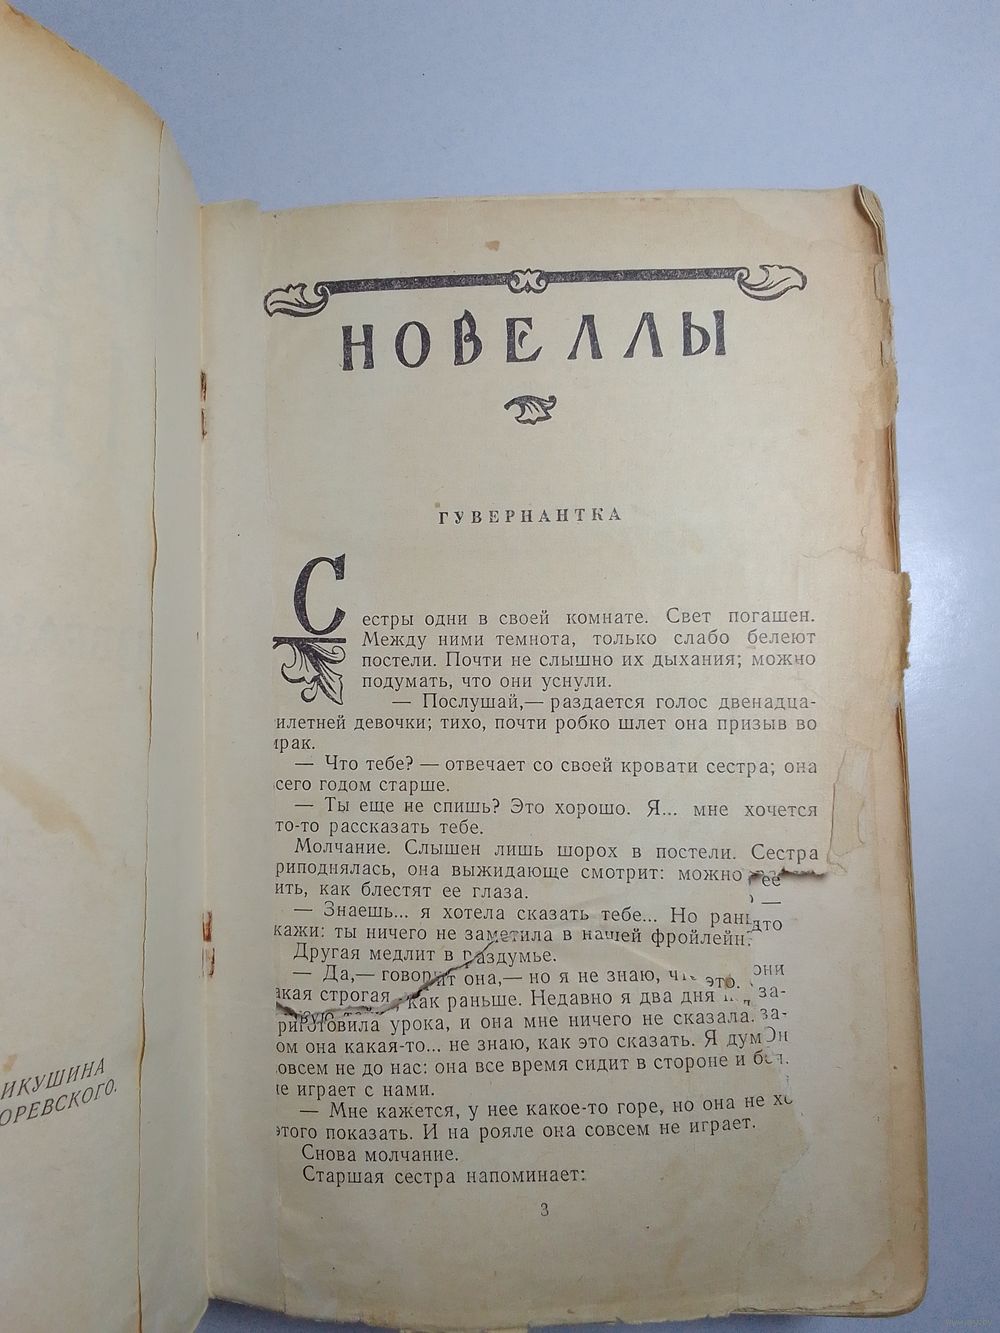 НОВЕЛЛЫ
ГУВЕРНАНТКА
Сестры одни в своей комнате. Свет погашен.
Между ними темнота, только слабо белеют
постели. Почти не слышно их дыхания; можно
подумать, что они уснули.
— Послушай,— раздается голос двенадца-
илетней девочки; тихо, почти робко шлет она призыв во
рак.
— Что тебе? — отвечает со своей кровати сестра; она
сего годом старше.
— Ты еще не спишь? Это хорошо. Я... мне хочется
то-то рассказать тебе.
Молчание. Слышен лишь шорох в постели. Сестра
риподнялась, она выжидающе смотрит: можно ее
ить, как блестят ее глаза.
— Знаешь... я хотела сказать тебе... Но —
кажи: ты ничего не заметила в нашей фройлейн?
Другая медлит в раздумье.
— Да,— говорит она,— но я не знаю, это.
акая строгая, как раньше. Недавно я два дня
риготовила урока, и она мне ничего не сказала.
ом она какая-то... не знаю, как это сказать. Я
овсем не до нас: она все время сидит в стороне и
не играет с нами.
— Мне кажется, у нее какое-то горе, но она не
этого показать. И на рояле она совсем не играет.
Снова молчание.
Старшая сестра напоминает:
3
ИКУШИНА
ОРЕВСКОГО.